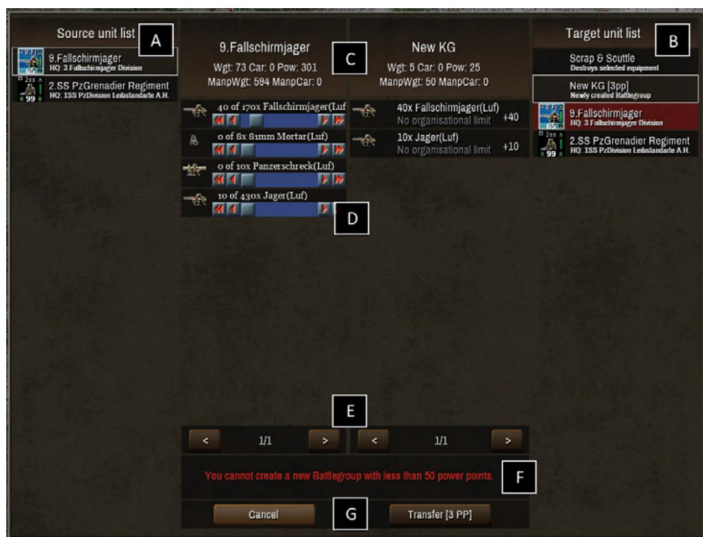 Source unit list
A
9.Fallschirmjager
HQ: 3.Fallschirmjager Division
2.SS PzGrenadier Regiment
99
HQ: 1SS PzDivision Leibstandarte A.H.
9.Fallschirmjager
Wgt: 73 Car: 0 Pow: 301
ManpWgt: 594 ManpCar: 0
C
New KG
Wgt: 5 Car: 0 Pow: 25
ManpWgt: 50 ManpCar: 0
40 of 170x Fallschirmjager(Luf
0 of 8x 81mm Mortar(Luf)
0 of 10x Panzerschreck(Luf)
10 of 430x Jager(Luf)
D
40x Fallschirmjager(Luf)
No organisational limit
+40
10x Jager(Luf)
No organisational limit
+10
Target unit list
B
Scrap & Scuttle
Destroys selected equipment
New KG [3pp]
Newly created Battlegroup
9.Fallschirmjager
HQ: 3.Fallschirmjager Division
2.SS PzGrenadier Regiment
99
HQ: 1SS PzDivision Leibstandarte A.H.
E
< 1/1 >
< 1/1 >
You cannot create a new Battlegroup with less than 50 power points.
F
Cancel
G
Transfer [3 PP]